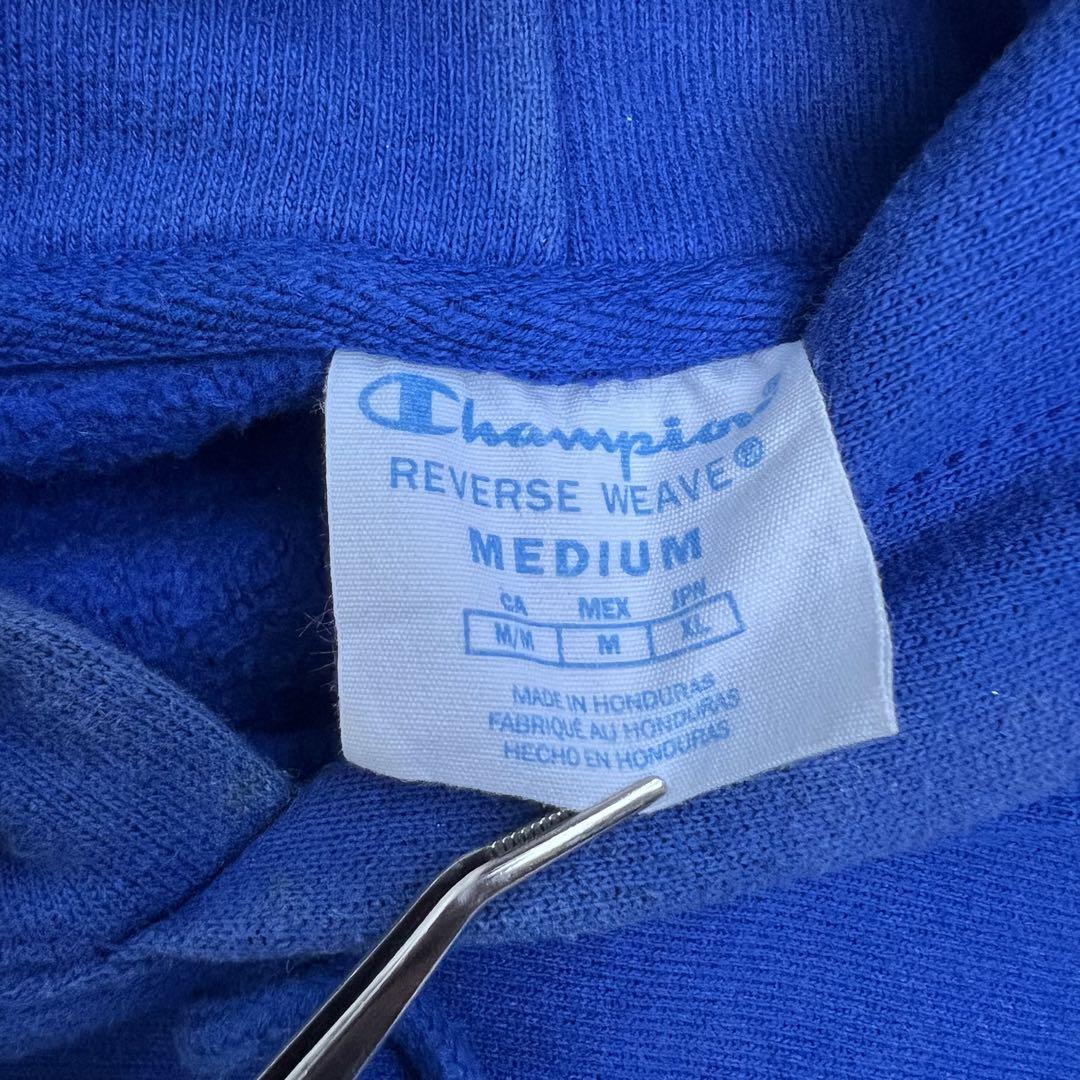 Champion
REVERSE WEAVE®
MEDIUM
CA MEX JPN
M/M M XL
MADE IN HONDURAS
FABRIQUÉ AU HONDURAS
HECHO EN HONDURAS